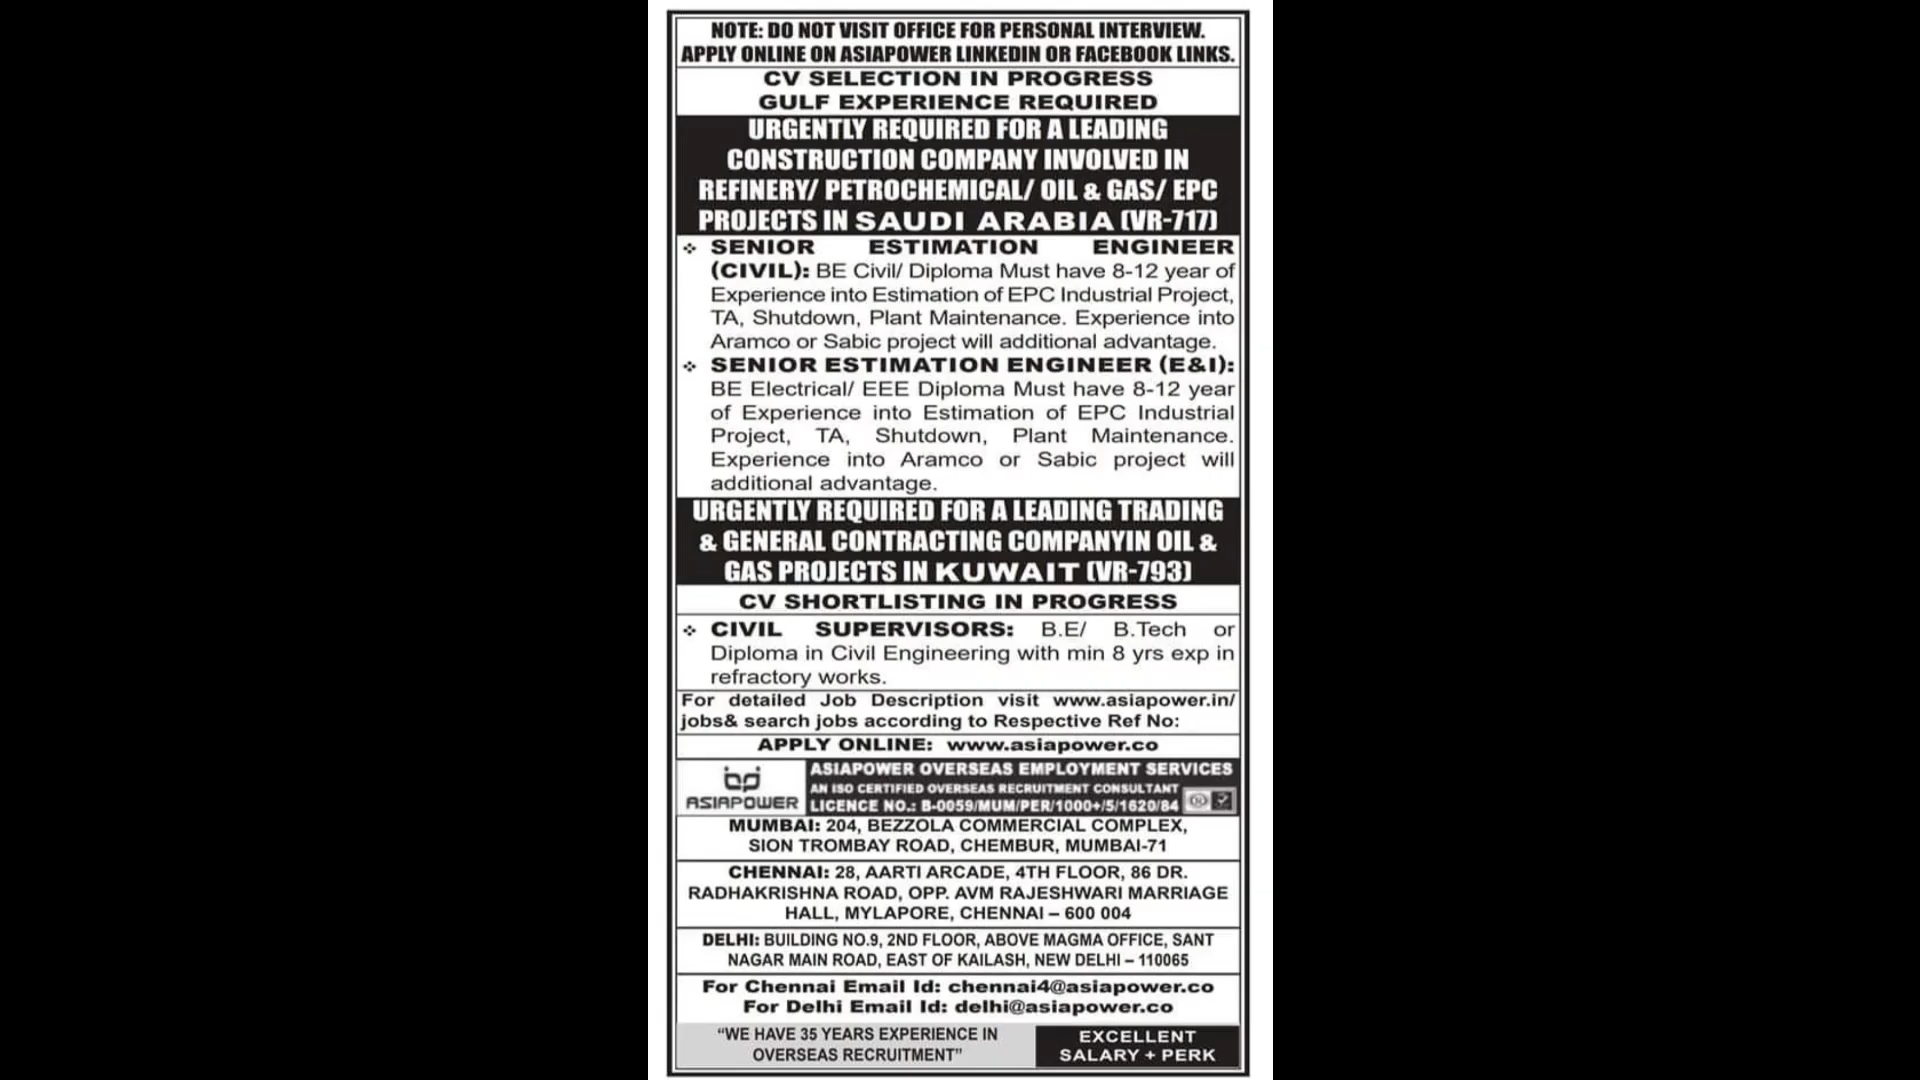 NOTE: DO NOT VISIT OFFICE FOR PERSONAL INTERVIEW.
APPLY ONLINE ON ASIAPOWER LINKEDIN OR FACEBOOK LINKS.
CV SELECTION IN PROGRESS
GULF EXPERIENCE REQUIRED
URGENTLY REQUIRED FOR A LEADING
CONSTRUCTION COMPANY INVOLVED IN
REFINERY/ PETROCHEMICAL/ OIL & GAS/ EPC
PROJECTS IN SAUDI ARABIA (VR-717)
❖ SENIOR ESTIMATION ENGINEER
(CIVIL): BE Civil/ Diploma Must have 8-12 year of
Experience into Estimation of EPC Industrial Project,
TA, Shutdown, Plant Maintenance. Experience into
Aramco or Sabic project will additional advantage.
❖ SENIOR ESTIMATION ENGINEER (E&I):
BE Electrical/ EEE Diploma Must have 8-12 year
of Experience into Estimation of EPC Industrial
Project, TA, Shutdown, Plant Maintenance.
Experience into Aramco or Sabic project will
additional advantage.
URGENTLY REQUIRED FOR A LEADING TRADING
& GENERAL CONTRACTING COMPANYIN OIL &
GAS PROJECTS IN KUWAIT (VR-793)
CV SHORTLISTING IN PROGRESS
❖ CIVIL SUPERVISORS: B.E/ B.Tech or
Diploma in Civil Engineering with min 8 yrs exp in
refractory works.
For detailed Job Description visit www.asiapower.in/
jobs& search jobs according to Respective Ref No:
APPLY ONLINE: www.asiapower.co
ASIAPOWER
ASIAPOWER OVERSEAS EMPLOYMENT SERVICES
AN ISO CERTIFIED OVERSEAS RECRUITMENT CONSULTANT
LICENCE NO.: B-0059/MUM/PER/1000+/5/1620/84
MUMBAI: 204, BEZZOLA COMMERCIAL COMPLEX,
SION TROMBAY ROAD, CHEMBUR, MUMBAI-71
CHENNAI: 28, AARTI ARCADE, 4TH FLOOR, 86 DR.
RADHAKRISHNA ROAD, OPP. AVM RAJESHWARI MARRIAGE
HALL, MYLAPORE, CHENNAI – 600 004
DELHI: BUILDING NO.9, 2ND FLOOR, ABOVE MAGMA OFFICE, SANT
NAGAR MAIN ROAD, EAST OF KAILASH, NEW DELHI – 110065
For Chennai Email Id: chennai4@asiapower.co
For Delhi Email Id: delhi@asiapower.co
“WE HAVE 35 YEARS EXPERIENCE IN
OVERSEAS RECRUITMENT”
EXCELLENT
SALARY + PERK